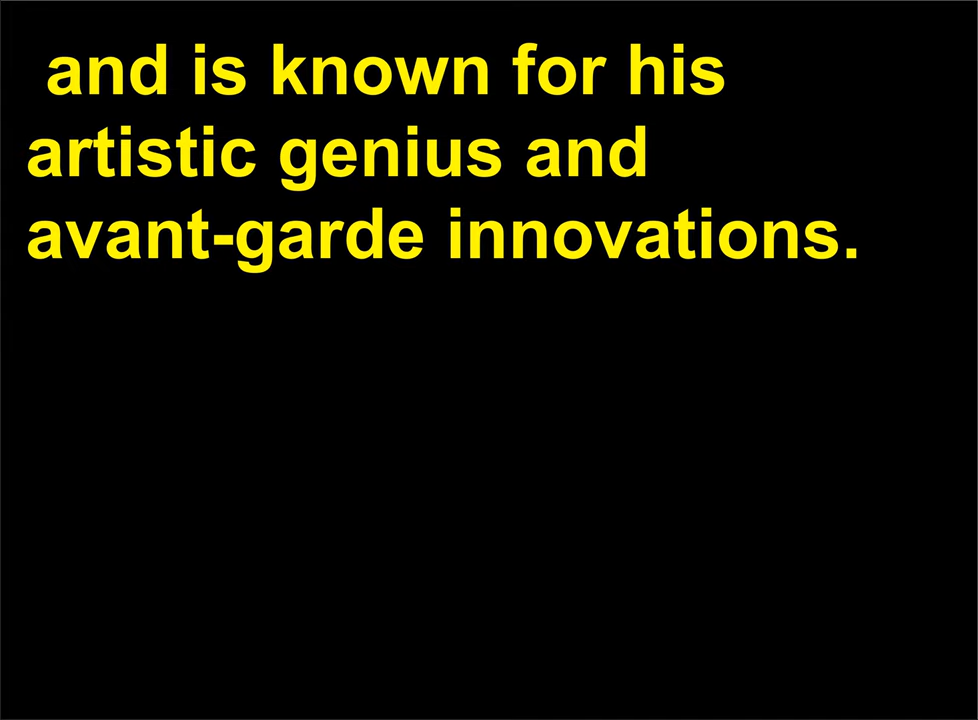 and is known for his
artistic genius and
avant-garde innovations.